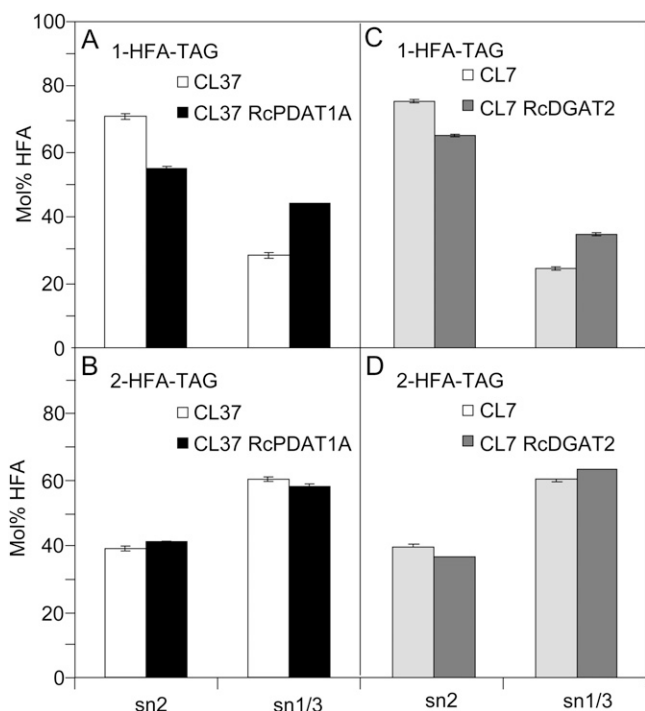 100
80
60
40
20
0
Mol% HFA
A
1-HFA-TAG
CL37
CL37 RcPDAT1A
C
1-HFA-TAG
CL7
CL7 RcDGAT2
80
60
40
20
0
Mol% HFA
B
2-HFA-TAG
CL37
CL37 RcPDAT1A
D
2-HFA-TAG
CL7
CL7 RcDGAT2
sn2
sn1/3
sn2
sn1/3